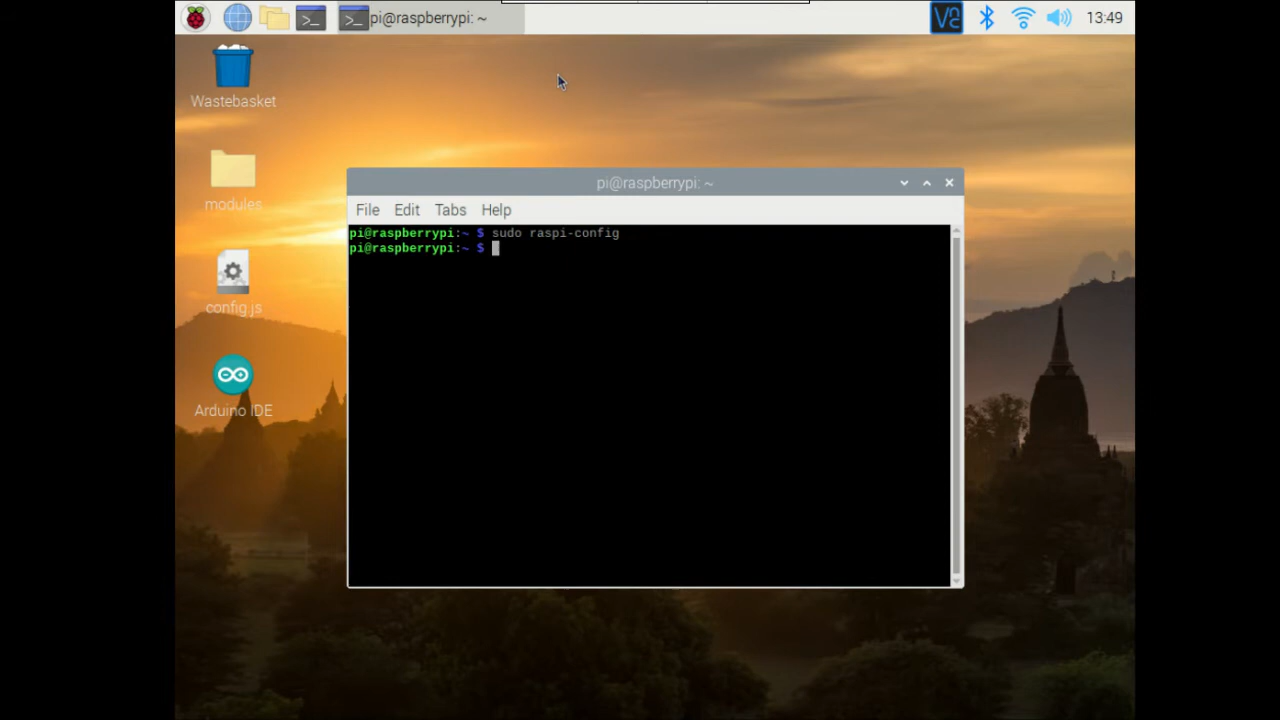 pi@raspberrypi: ~
13:49
Wastebasket
modules
config.js
Arduino IDE
pi@raspberrypi: ~
File Edit Tabs Help
pi@raspberrypi:~ $ sudo raspi-config
pi@raspberrypi:~ $